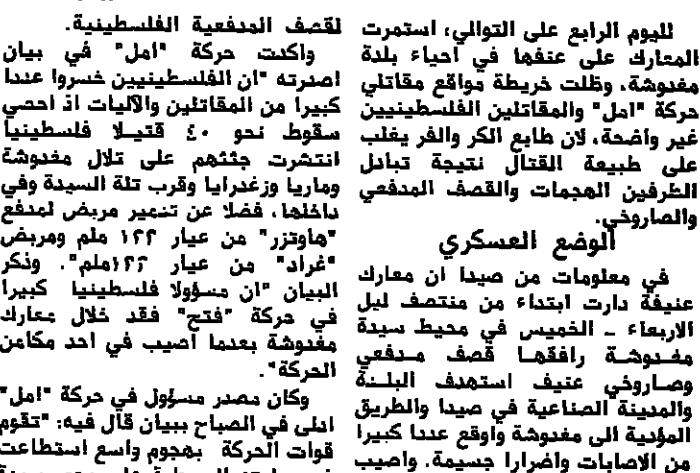 لليوم الرابع على التوالي، استمرت
المعارك على عنفها في احياء بلدة
مغدوشة، وظلت خريطة مواقع مقاتلي
حركة "امل" والمقاتلين الفلسطينيين
غير واضحة، لان طابع الكر والفر يغلب
على طبيعة القتال نتيجة تبادل
الطرفين الهجمات والقصف المدفعي
والصاروخي.
الوضع العسكري
في معلومات من صيدا ان معارك
عنيفة دارت ابتداء من منتصف ليل
الاربعاء - الخميس في محيط سيدة
مغدوشة رافقها قصف مدفعي
وصاروخي عنيف استهدف البلدة
والمدينة الصناعية في صيدا والطريق
المؤدية الى مغدوشة واوقع عددا كبيرا
من الاصابات واضرارا جسيمة. واصيب
لقصف المدفعية الفلسطينية.
واكدت حركة "امل" في بيان
اصدرته "ان الفلسطينيين خسروا عددا
كبيرا من المقاتلين والآليات اذ احصي
سقوط نحو ٤٠ قتيلا فلسطينيا
انتشرت جثثهم على تلال مغدوشة
وماريا وزغدرايا وقرب تلة السيدة وفي
داخلها، فضلا عن تدمير مربض لمدفع
"هاوتزر" من عيار ١٢٢ ملم ومربض
"غراد" من عيار ١٢٢ملم". وذكر
البيان "ان مسؤولا فلسطينيا كبيرا
في حركة "فتح" فقد خلال معارك
مغدوشة بعدما اصيب في احد مكامن
الحركة".
وكان مصدر مسؤول في حركة "امل"
ادلى في الصباح ببيان قال فيه: "تقوم
قوات الحركة بهجوم واسع استطاعت